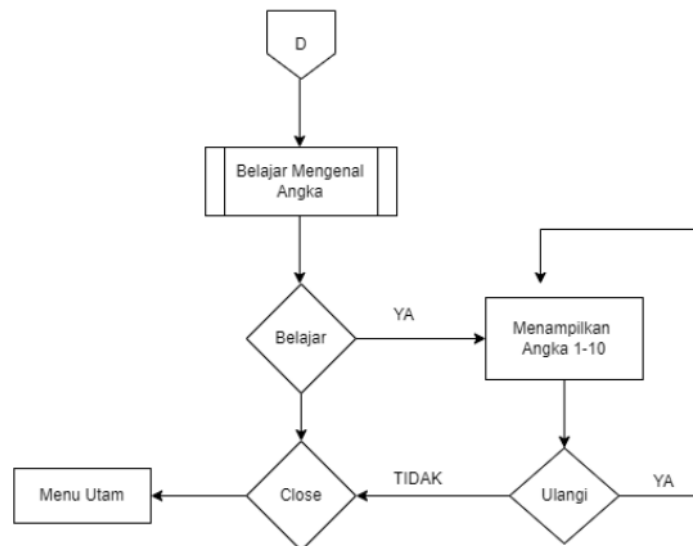 D
Belajar Mengenal
Angka
Belajar
YA
Menampilkan
Angka 1-10
Menu Utam
Close
TIDAK
Ulangi
YA